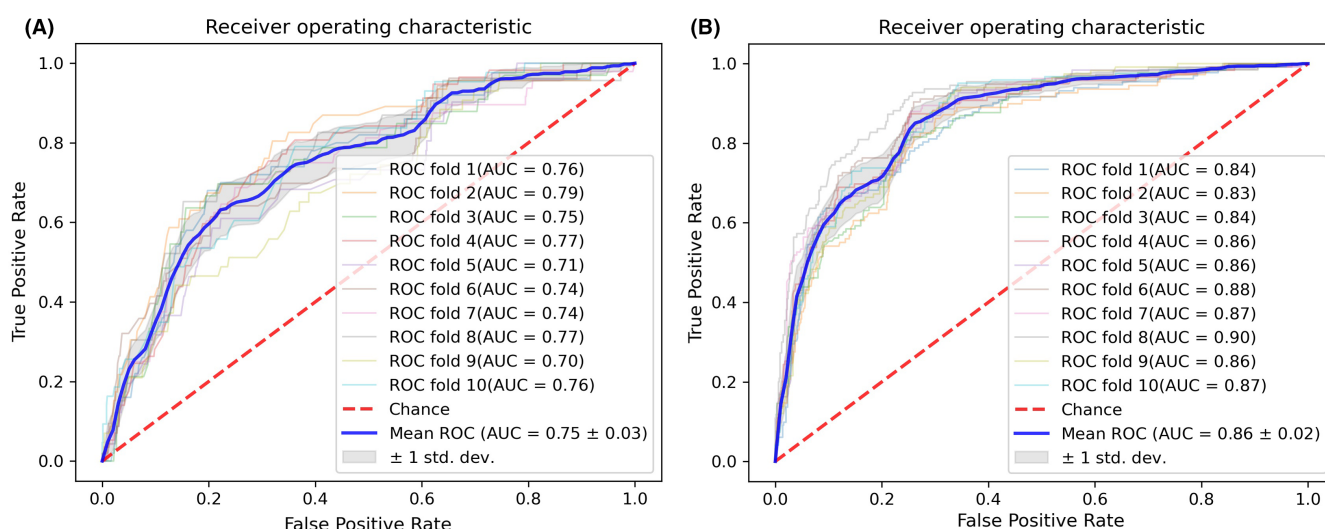 (A)
Receiver operating characteristic
True Positive Rate
1.0
0.8
0.6
0.4
0.2
0.0
ROC fold 1(AUC = 0.76)
ROC fold 2(AUC = 0.79)
ROC fold 3(AUC = 0.75)
ROC fold 4(AUC = 0.77)
ROC fold 5(AUC = 0.71)
ROC fold 6(AUC = 0.74)
ROC fold 7(AUC = 0.74)
ROC fold 8(AUC = 0.77)
ROC fold 9(AUC = 0.70)
ROC fold 10(AUC = 0.76)
Chance
Mean ROC (AUC = 0.75 ± 0.03)
± 1 std. dev.
0.0 0.2 0.4 0.6 0.8 1.0
False Positive Rate
(B)
Receiver operating characteristic
True Positive Rate
1.0
0.8
0.6
0.4
0.2
0.0
ROC fold 1(AUC = 0.84)
ROC fold 2(AUC = 0.83)
ROC fold 3(AUC = 0.84)
ROC fold 4(AUC = 0.86)
ROC fold 5(AUC = 0.86)
ROC fold 6(AUC = 0.88)
ROC fold 7(AUC = 0.87)
ROC fold 8(AUC = 0.90)
ROC fold 9(AUC = 0.86)
ROC fold 10(AUC = 0.87)
Chance
Mean ROC (AUC = 0.86 ± 0.02)
± 1 std. dev.
0.0 0.2 0.4 0.6 0.8 1.0
False Positive Rate